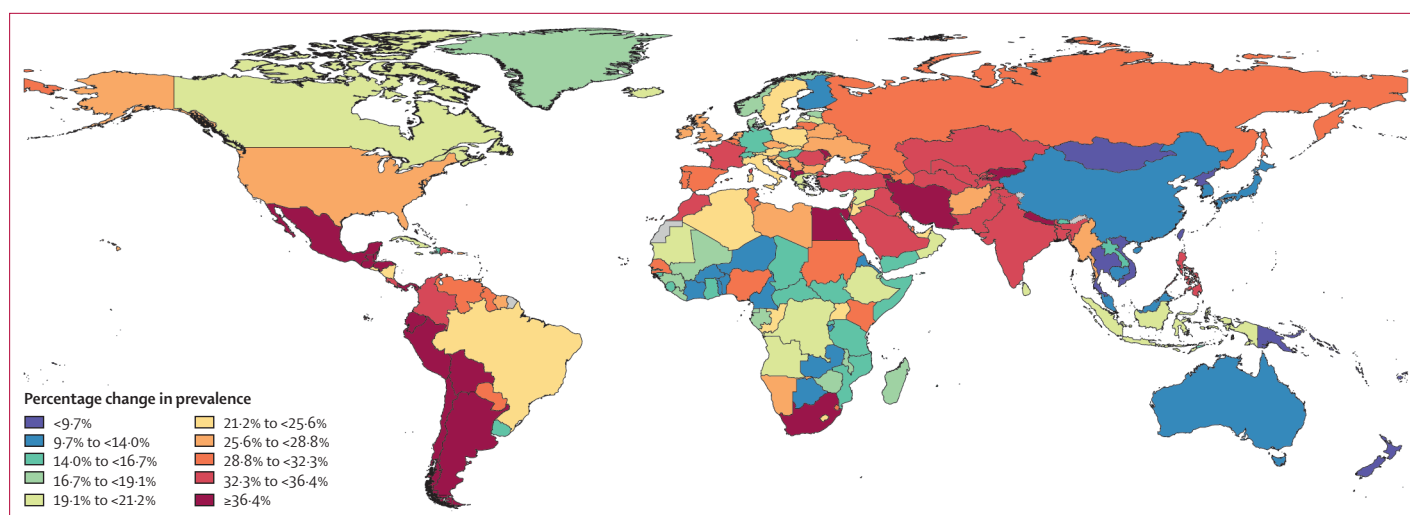 Percentage change in prevalence
<9·7%
9·7% to <14·0%
14·0% to <16·7%
16·7% to <19·1%
19·1% to <21·2%
21·2% to <25·6%
25·6% to <28·8%
28·8% to <32·3%
32·3% to <36·4%
≥36·4%